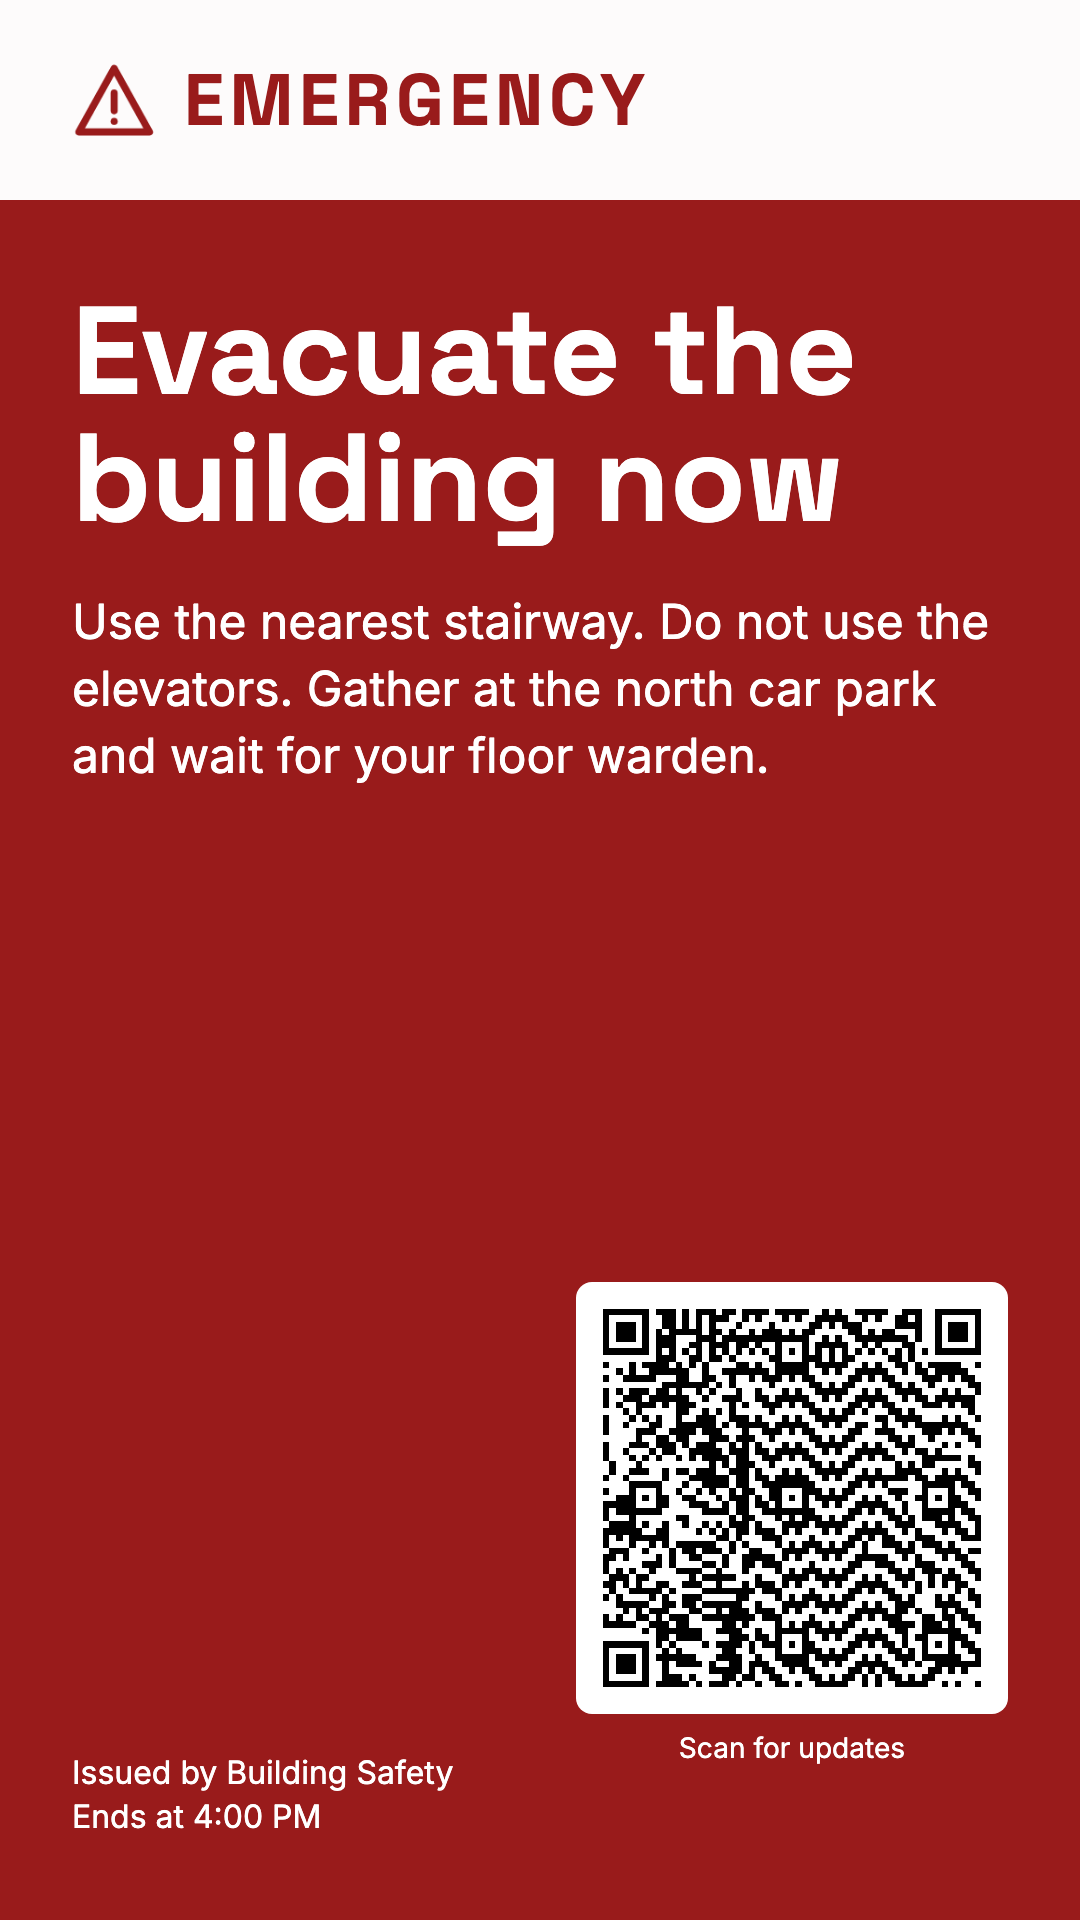 EMERGENCY
Evacuate the
building now
Use the nearest stairway. Do not use the
elevators. Gather at the north car park
and wait for your floor warden.
Scan for updates
Issued by Building Safety
Ends at 4:00 PM